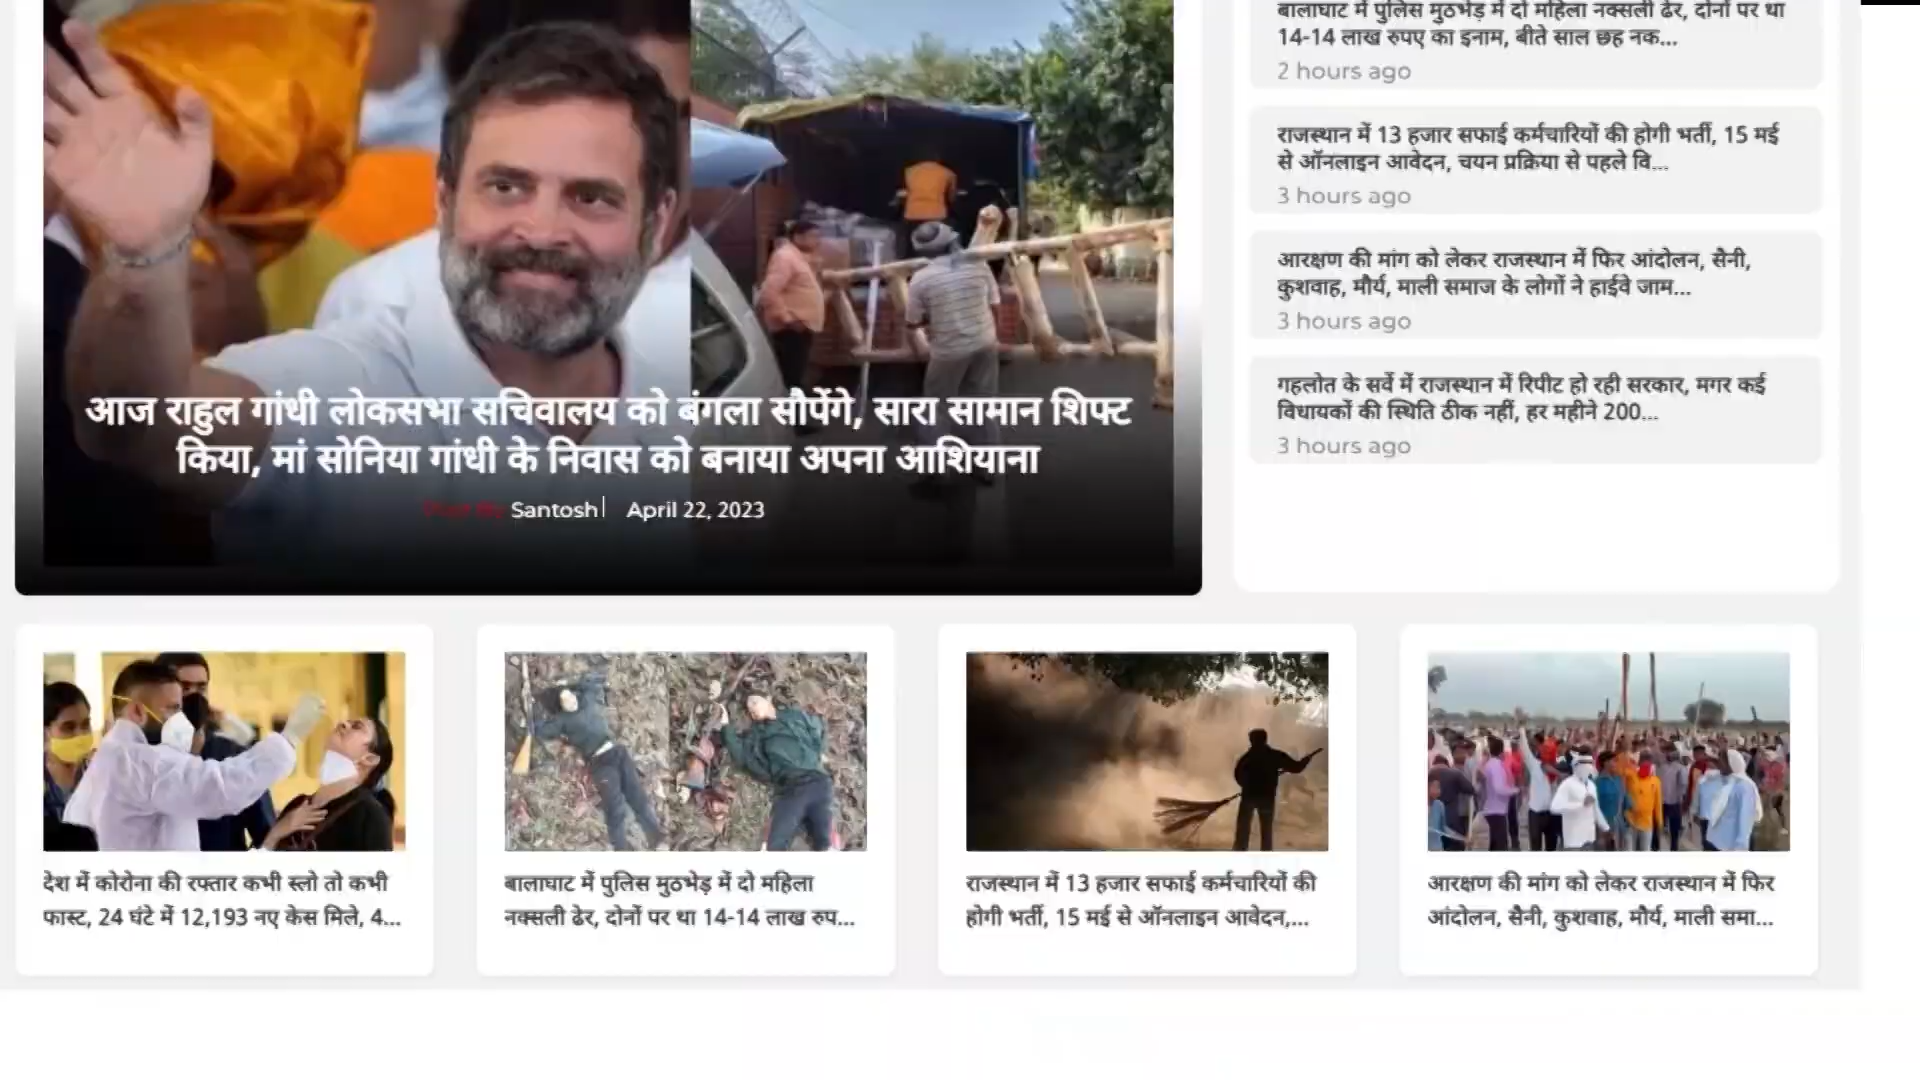 आज राहुल गांधी लोकसभा सचिवालय को बंगला सौपेंगे, सारा सामान शिफ्ट
किया, मां सोनिया गांधी के निवास को बनाया अपना आशियाना
Post By Santosh| April 22, 2023
बालाघाट में पुलिस मुठभेड़ में दो महिला नक्सली ढेर, दोनों पर था
14-14 लाख रुपए का इनाम, बीते साल छह नक...
2 hours ago
राजस्थान में 13 हजार सफाई कर्मचारियों की होगी भर्ती, 15 मई
से ऑनलाइन आवेदन, चयन प्रक्रिया से पहले वि...
3 hours ago
आरक्षण की मांग को लेकर राजस्थान में फिर आंदोलन, सैनी,
कुशवाह, मौर्य, माली समाज के लोगों ने हाईवे जाम...
3 hours ago
गहलोत के सर्वे में राजस्थान में रिपीट हो रही सरकार, मगर कई
विधायकों की स्थिति ठीक नहीं, हर महीने 200...
3 hours ago
देश में कोरोना की रफ्तार कभी स्लो तो कभी
फास्ट, 24 घंटे में 12,193 नए केस मिले, 4...
बालाघाट में पुलिस मुठभेड़ में दो महिला
नक्सली ढेर, दोनों पर था 14-14 लाख रुप...
राजस्थान में 13 हजार सफाई कर्मचारियों की
होगी भर्ती, 15 मई से ऑनलाइन आवेदन,...
आरक्षण की मांग को लेकर राजस्थान में फिर
आंदोलन, सैनी, कुशवाह, मौर्य, माली समा...